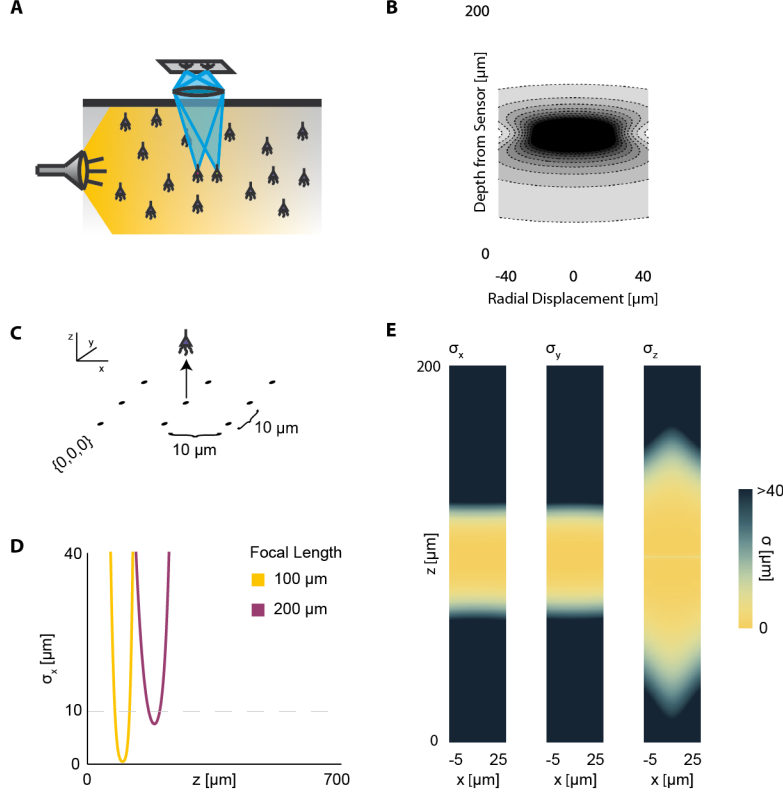 A
B
200
Depth from Sensor [µm]
0
-40
0
40
Radial Displacement [µm]
C
z
y
x
{0,0,0}
10 µm
10 µm
D
40
σx [µm]
10
0
0
z [µm]
700
Focal Length
100 µm
200 µm
E
σx
σy
σz
200
z [µm]
0
-5
25
x [µm]
-5
25
x [µm]
-5
25
x [µm]
>40
σ [µm]
0